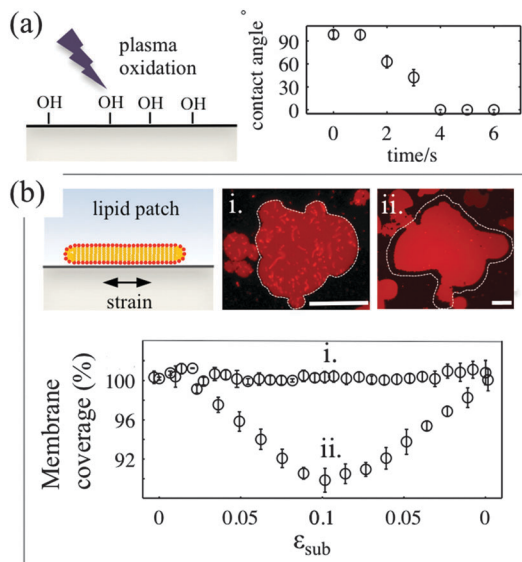 (a)
plasma
oxidation
OH OH OH OH
contact angle °
90
60
30
0
0 2 4 6
time/s
(b)
lipid patch
strain
i.
ii.
Membrane
coverage (%)
100
96
92
i.
ii.
0 0.05 0.1 0.05 0
εsub